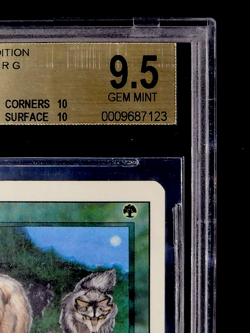 DITION
R G
9.5
GEM MINT
CORNERS 10
SURFACE 10
0009687123